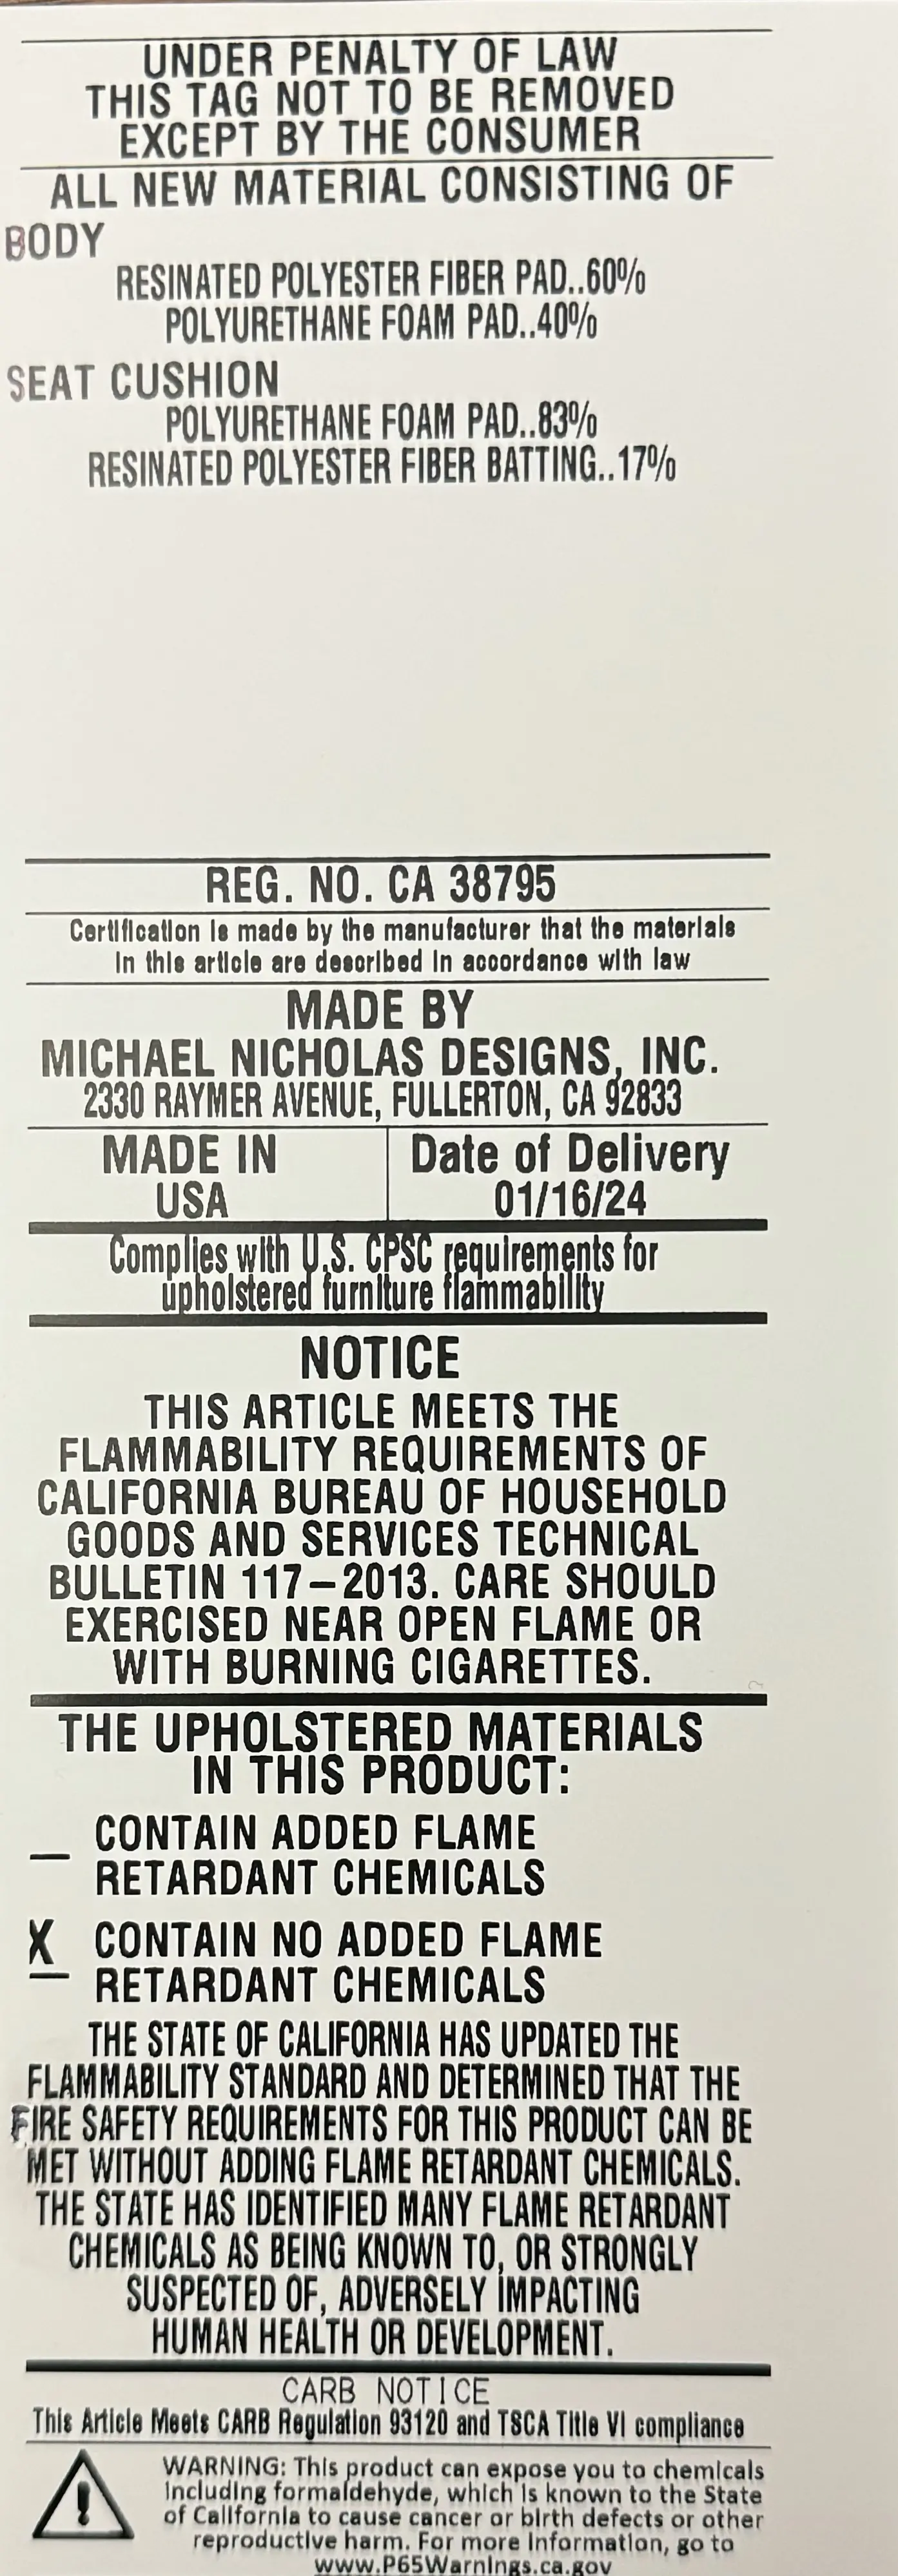 UNDER PENALTY OF LAW
THIS TAG NOT TO BE REMOVED
EXCEPT BY THE CONSUMER
ALL NEW MATERIAL CONSISTING OF
BODY
RESINATED POLYESTER FIBER PAD..60%
POLYURETHANE FOAM PAD..40%
SEAT CUSHION
POLYURETHANE FOAM PAD..83%
RESINATED POLYESTER FIBER BATTING..17%
REG. NO. CA 38795
Certification is made by the manufacturer that the materials
in this article are described in accordance with law
MADE BY
MICHAEL NICHOLAS DESIGNS, INC.
2330 RAYMER AVENUE, FULLERTON, CA 92833
MADE IN
USA
Date of Delivery
01/16/24
Complies with U.S. CPSC requirements for
upholstered furniture flammability
NOTICE
THIS ARTICLE MEETS THE
FLAMMABILITY REQUIREMENTS OF
CALIFORNIA BUREAU OF HOUSEHOLD
GOODS AND SERVICES TECHNICAL
BULLETIN 117-2013. CARE SHOULD
EXERCISED NEAR OPEN FLAME OR
WITH BURNING CIGARETTES.
THE UPHOLSTERED MATERIALS
IN THIS PRODUCT:
_ CONTAIN ADDED FLAME
RETARDANT CHEMICALS
X CONTAIN NO ADDED FLAME
RETARDANT CHEMICALS
THE STATE OF CALIFORNIA HAS UPDATED THE
FLAMMABILITY STANDARD AND DETERMINED THAT THE
FIRE SAFETY REQUIREMENTS FOR THIS PRODUCT CAN BE
MET WITHOUT ADDING FLAME RETARDANT CHEMICALS.
THE STATE HAS IDENTIFIED MANY FLAME RETARDANT
CHEMICALS AS BEING KNOWN TO, OR STRONGLY
SUSPECTED OF, ADVERSELY IMPACTING
HUMAN HEALTH OR DEVELOPMENT.
CARB NOTICE
This Article Meets CARB Regulation 93120 and TSCA Title VI compliance
WARNING: This product can expose you to chemicals
including formaldehyde, which is known to the State
of California to cause cancer or birth defects or other
reproductive harm. For more information, go to
www.P65Warnings.ca.gov